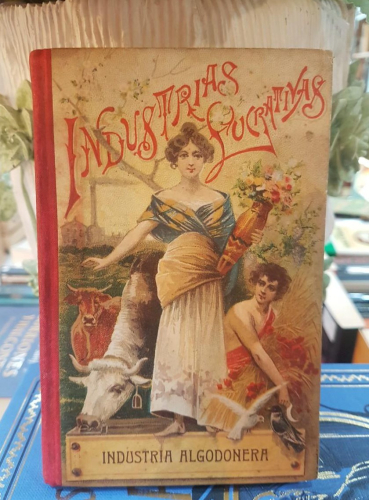 INDUSTRIAS
LUCRATIVAS
INDUSTRIA ALGODONERA